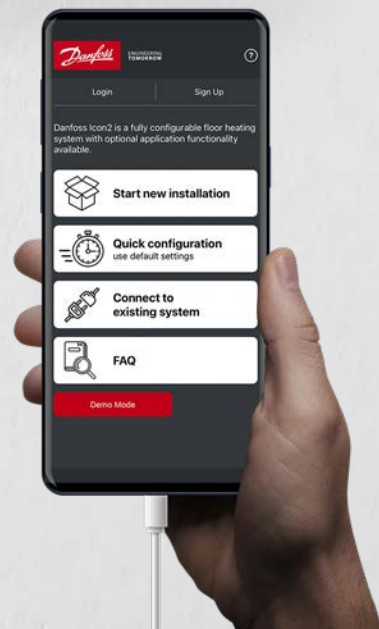 Danfoss
ENGINEERING
TOMORROW
?
Login
Sign Up
Danfoss Icon2 is a fully configurable floor heating
system with optional application functionality
available.
Start new installation
Quick configuration
use default settings
Connect to
existing system
FAQ
Demo Mode